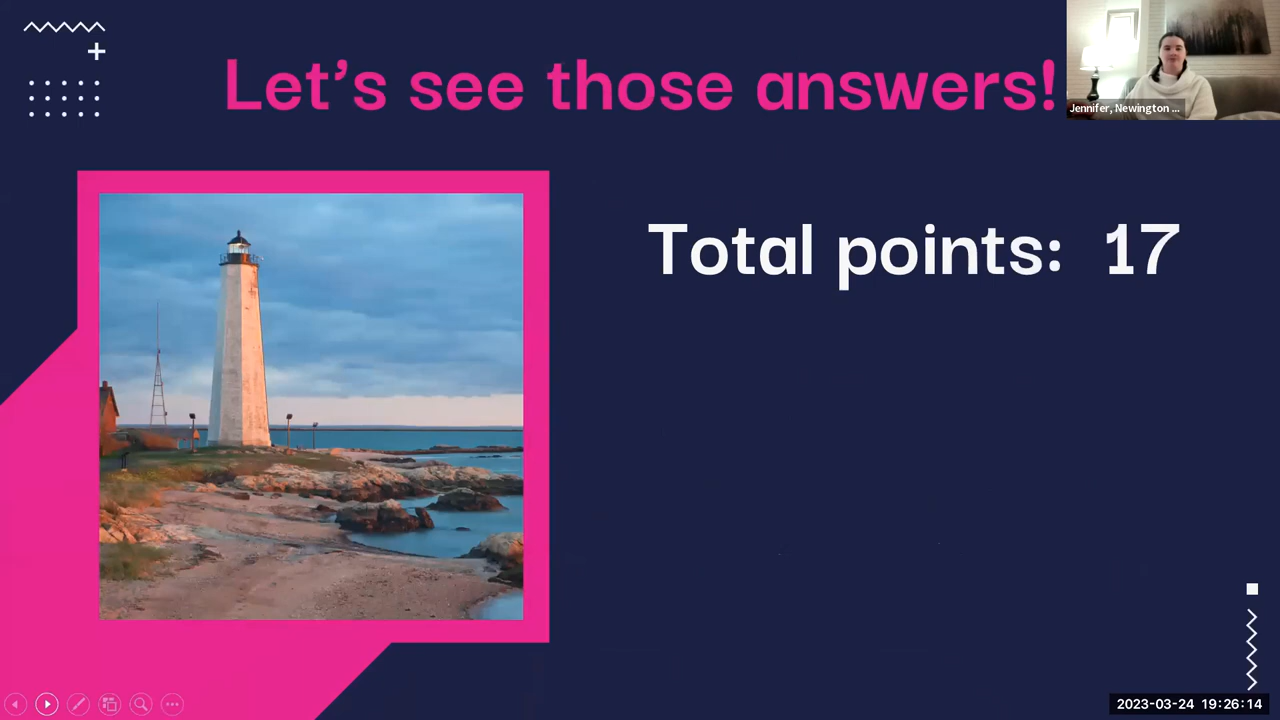 Let's see those answers!
Jennifer, Newington ...
Total points: 17
2023-03-24 19:26:14